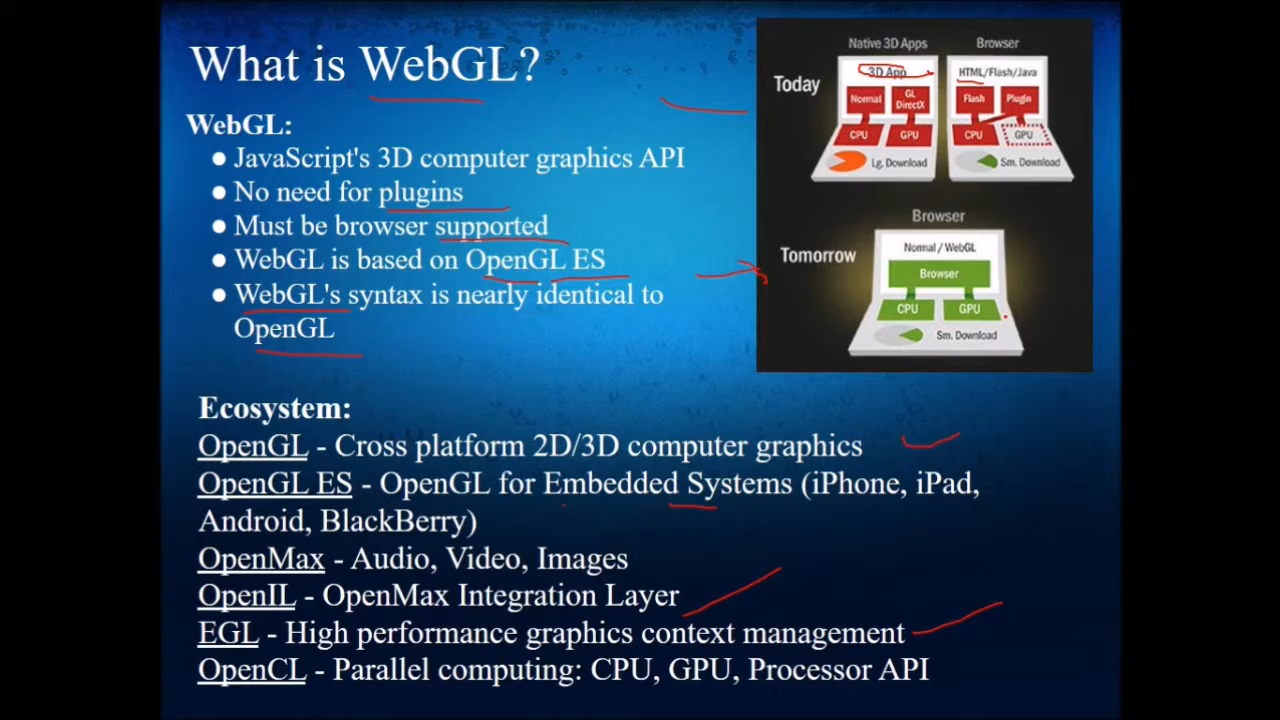 What is WebGL?
WebGL:
● JavaScript's 3D computer graphics API
● No need for plugins
● Must be browser supported
● WebGL is based on OpenGL ES
● WebGL's syntax is nearly identical to
OpenGL
Native 3D Apps
Browser
Today
3D App
HTML/Flash/Java
Normal
GL
DirectX
Flash
Plugin
CPU
GPU
CPU
GPU
Lg. Download
Sm. Download
Browser
Tomorrow
Normal / WebGL
Browser
CPU
GPU
Sm. Download
Ecosystem:
OpenGL - Cross platform 2D/3D computer graphics
OpenGL ES - OpenGL for Embedded Systems (iPhone, iPad,
Android, BlackBerry)
OpenMax - Audio, Video, Images
OpenIL - OpenMax Integration Layer
EGL - High performance graphics context management
OpenCL - Parallel computing: CPU, GPU, Processor API